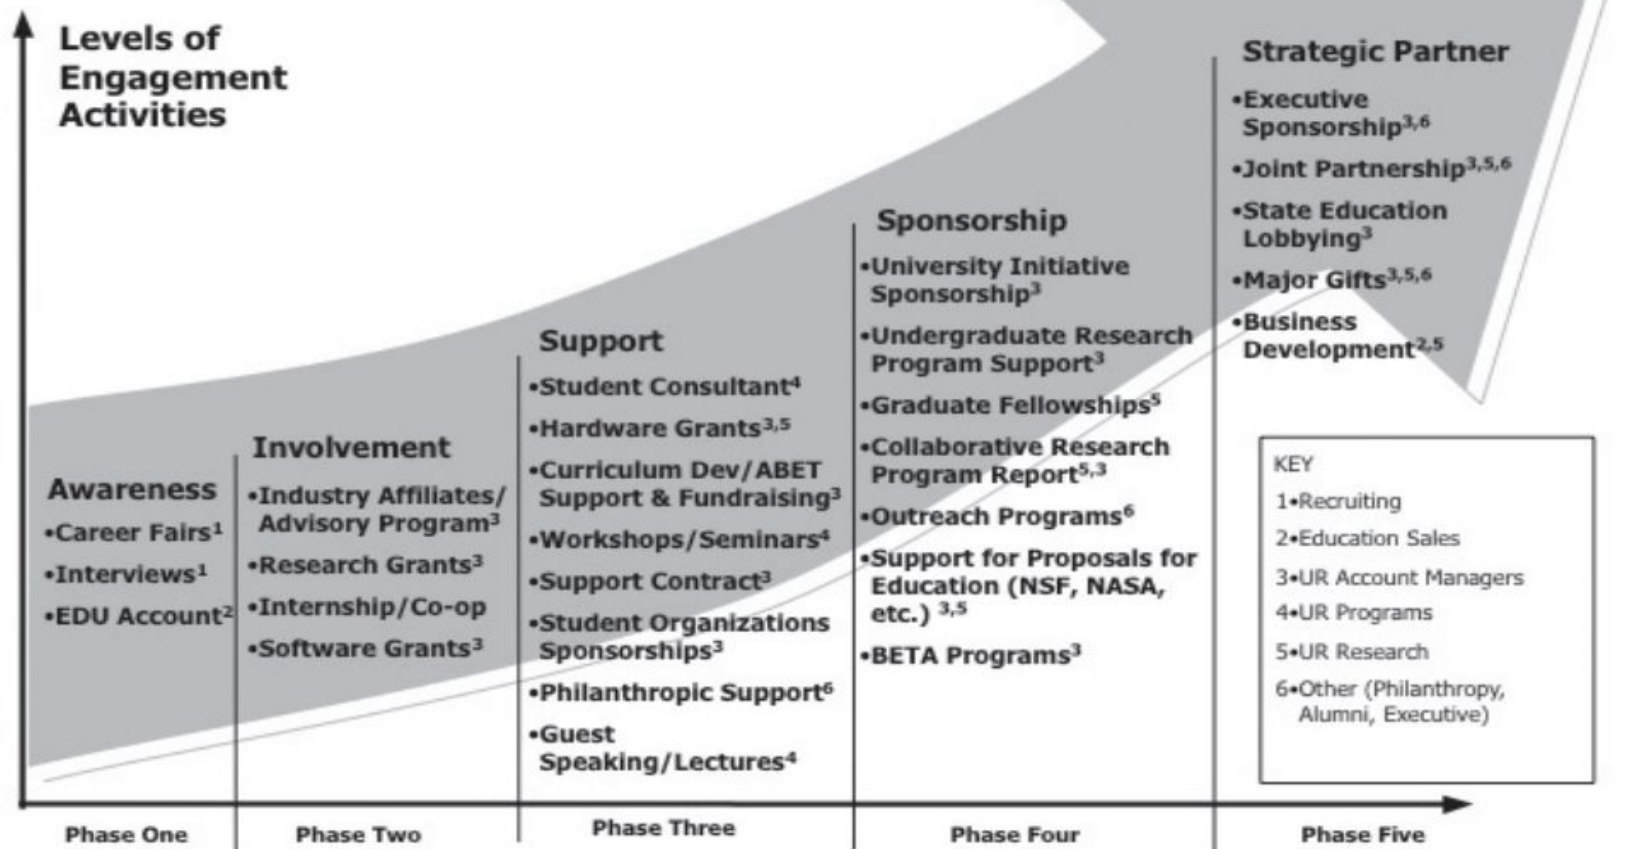 Levels of
Engagement
Activities
Awareness
•Career Fairs¹
•Interviews¹
•EDU Account²
Involvement
•Industry Affiliates/
Advisory Program³
•Research Grants³
•Internship/Co-op
•Software Grants³
Support
•Student Consultant⁴
•Hardware Grants³,⁵
•Curriculum Dev/ABET
Support & Fundraising³
•Workshops/Seminars⁴
•Support Contract³
•Student Organizations
Sponsorships³
•Philanthropic Support⁶
•Guest
Speaking/Lectures⁴
Sponsorship
•University Initiative
Sponsorship³
•Undergraduate Research
Program Support³
•Graduate Fellowships⁵
•Collaborative Research
Program Report⁵,³
•Outreach Programs⁶
•Support for Proposals for
Education (NSF, NASA,
etc.) ³,⁵
•BETA Programs³
Strategic Partner
•Executive
Sponsorship³,⁶
•Joint Partnership³,⁵,⁶
•State Education
Lobbying³
•Major Gifts³,⁵,⁶
•Business
Development²,⁵
KEY
1•Recruiting
2•Education Sales
3•UR Account Managers
4•UR Programs
5•UR Research
6•Other (Philanthropy,
Alumni, Executive)
Phase One
Phase Two
Phase Three
Phase Four
Phase Five